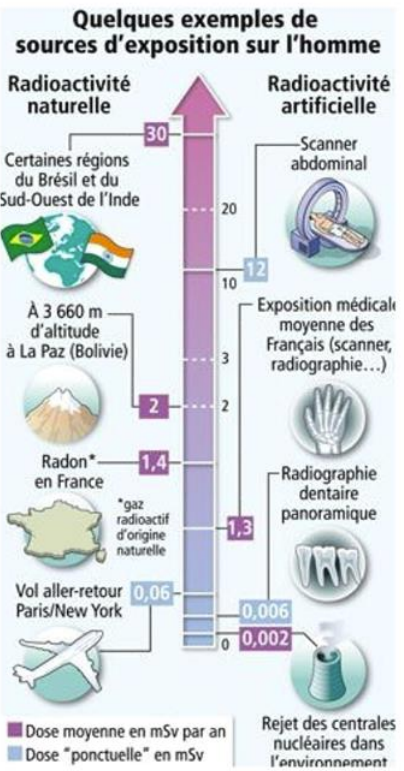 Quelques exemples de
sources d'exposition sur l'homme
Radioactivité
naturelle
Radioactivité
artificielle
30
Certaines régions
du Brésil et du
Sud-Ouest de l'Inde
Scanner
abdominal
20
12
10
À 3 660 m
d'altitude
à La Paz (Bolivie)
Exposition médicale
moyenne des
Français (scanner,
radiographie...)
3
2
2
Radon*
en France
1,4
*gaz
radioactif
d'origine
naturelle
1,3
Radiographie
dentaire
panoramique
Vol aller-retour
Paris/New York
0,06
0,006
0,002
0
Rejet des centrales
nucléaires dans
l'environnement
Dose moyenne en mSv par an
Dose "ponctuelle" en mSv